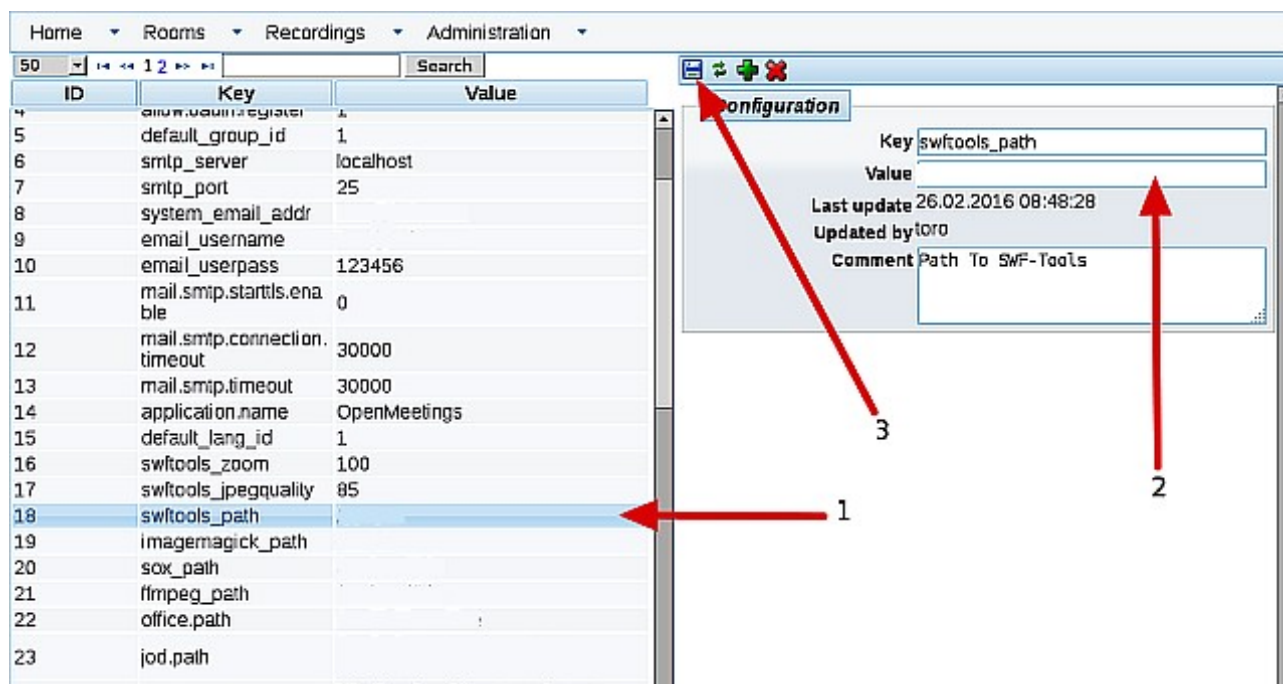 Home Rooms Recordings Administration
50 1 2 Search
ID Key Value
5 default_group_id 1
6 smtp_server localhost
7 smtp_port 25
8 system_email_addr
9 email_username
10 email_userpass 123456
11 mail.smtp.starttls.ena
ble 0
12 mail.smtp.connection.
timeout 30000
13 mail.smtp.timeout 30000
14 application.name OpenMeetings
15 default_lang_id 1
16 swftools_zoom 100
17 swftools_jpegquality 85
18 swftools_path
19 imagemagick_path
20 sox_path
21 ffmpeg_path
22 office.path
23 jod.path
Configuration
Key swftools_path
Value
Last update 26.02.2016 08:48:28
Updated by toro
Comment Path To SWF-Tools
1
2
3